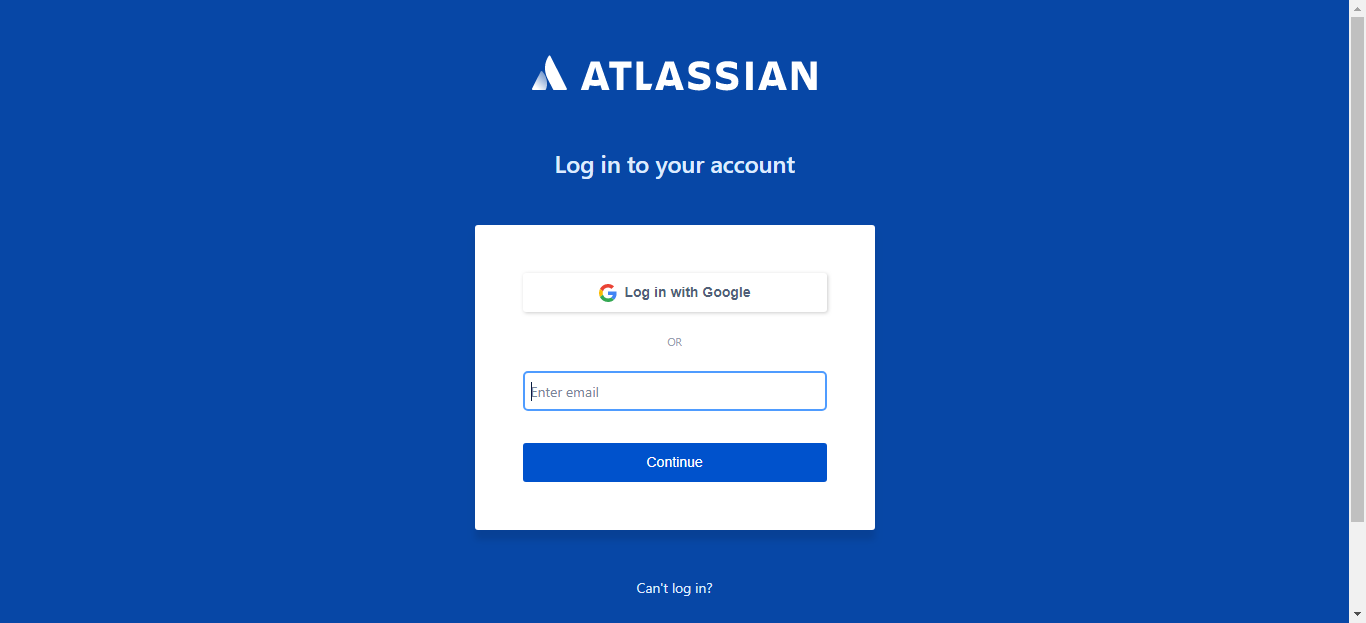 ATLASSIAN
Log in to your account
Log in with Google
OR
Enter email
Continue
Can't log in?